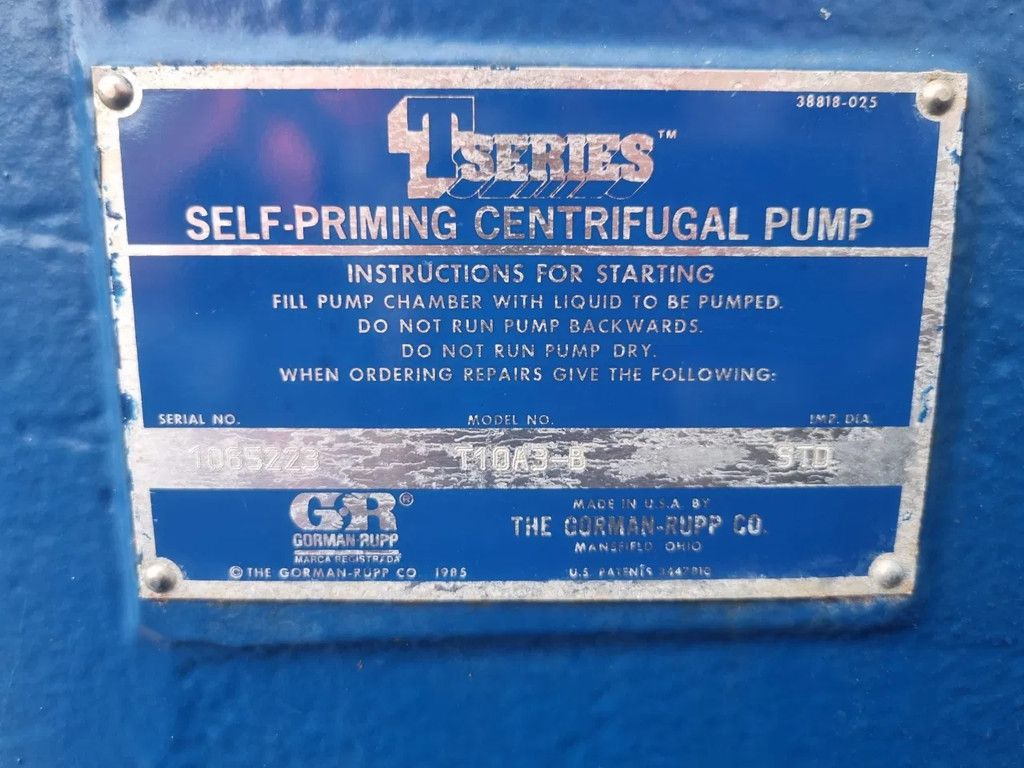 38818-025
T SERIES™
SELF-PRIMING CENTRIFUGAL PUMP
INSTRUCTIONS FOR STARTING
FILL PUMP CHAMBER WITH LIQUID TO BE PUMPED.
DO NOT RUN PUMP BACKWARDS.
DO NOT RUN PUMP DRY.
WHEN ORDERING REPAIRS GIVE THE FOLLOWING:
SERIAL NO. MODEL NO. IMP. DIA.
1065223 T10A3-B STD
G·R®
GORMAN-RUPP
MARCA REGISTRADA
© THE GORMAN-RUPP CO 1985
MADE IN U.S.A. BY
THE GORMAN-RUPP CO.
MANSFIELD OHIO
U.S. PATENTS 3447810